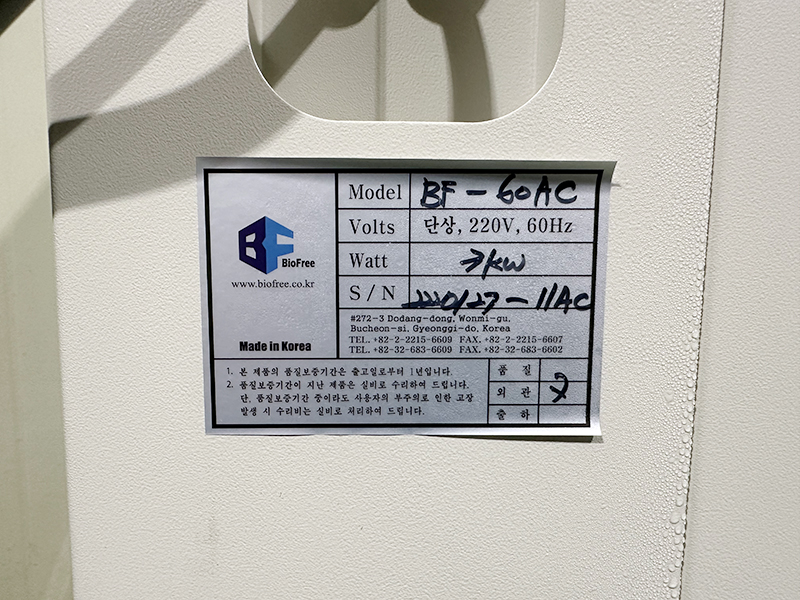 BF
BioFree
www.biofree.co.kr
Made in Korea
Model BF-60AC
Volts 단상, 220V, 60Hz
Watt kW
S / N 220127-11AC
#272-3 Dodang-dong, Wonmi-gu,
Bucheon-si, Gyeonggi-do, Korea
TEL. +82-2-2215-6609 FAX. +82-2-2215-6607
TEL. +82-32-683-6609 FAX. +82-32-683-6602
1. 본 제품의 품질보증기간은 출고일로부터 1년입니다.
2. 품질보증기간이 지난 제품은 실비로 수리하여 드립니다.
단, 품질보증기간 중이라도 사용자의 부주의로 인한 고장
발생 시 수리비는 실비로 처리하여 드립니다.
품 질
외 관
출 하